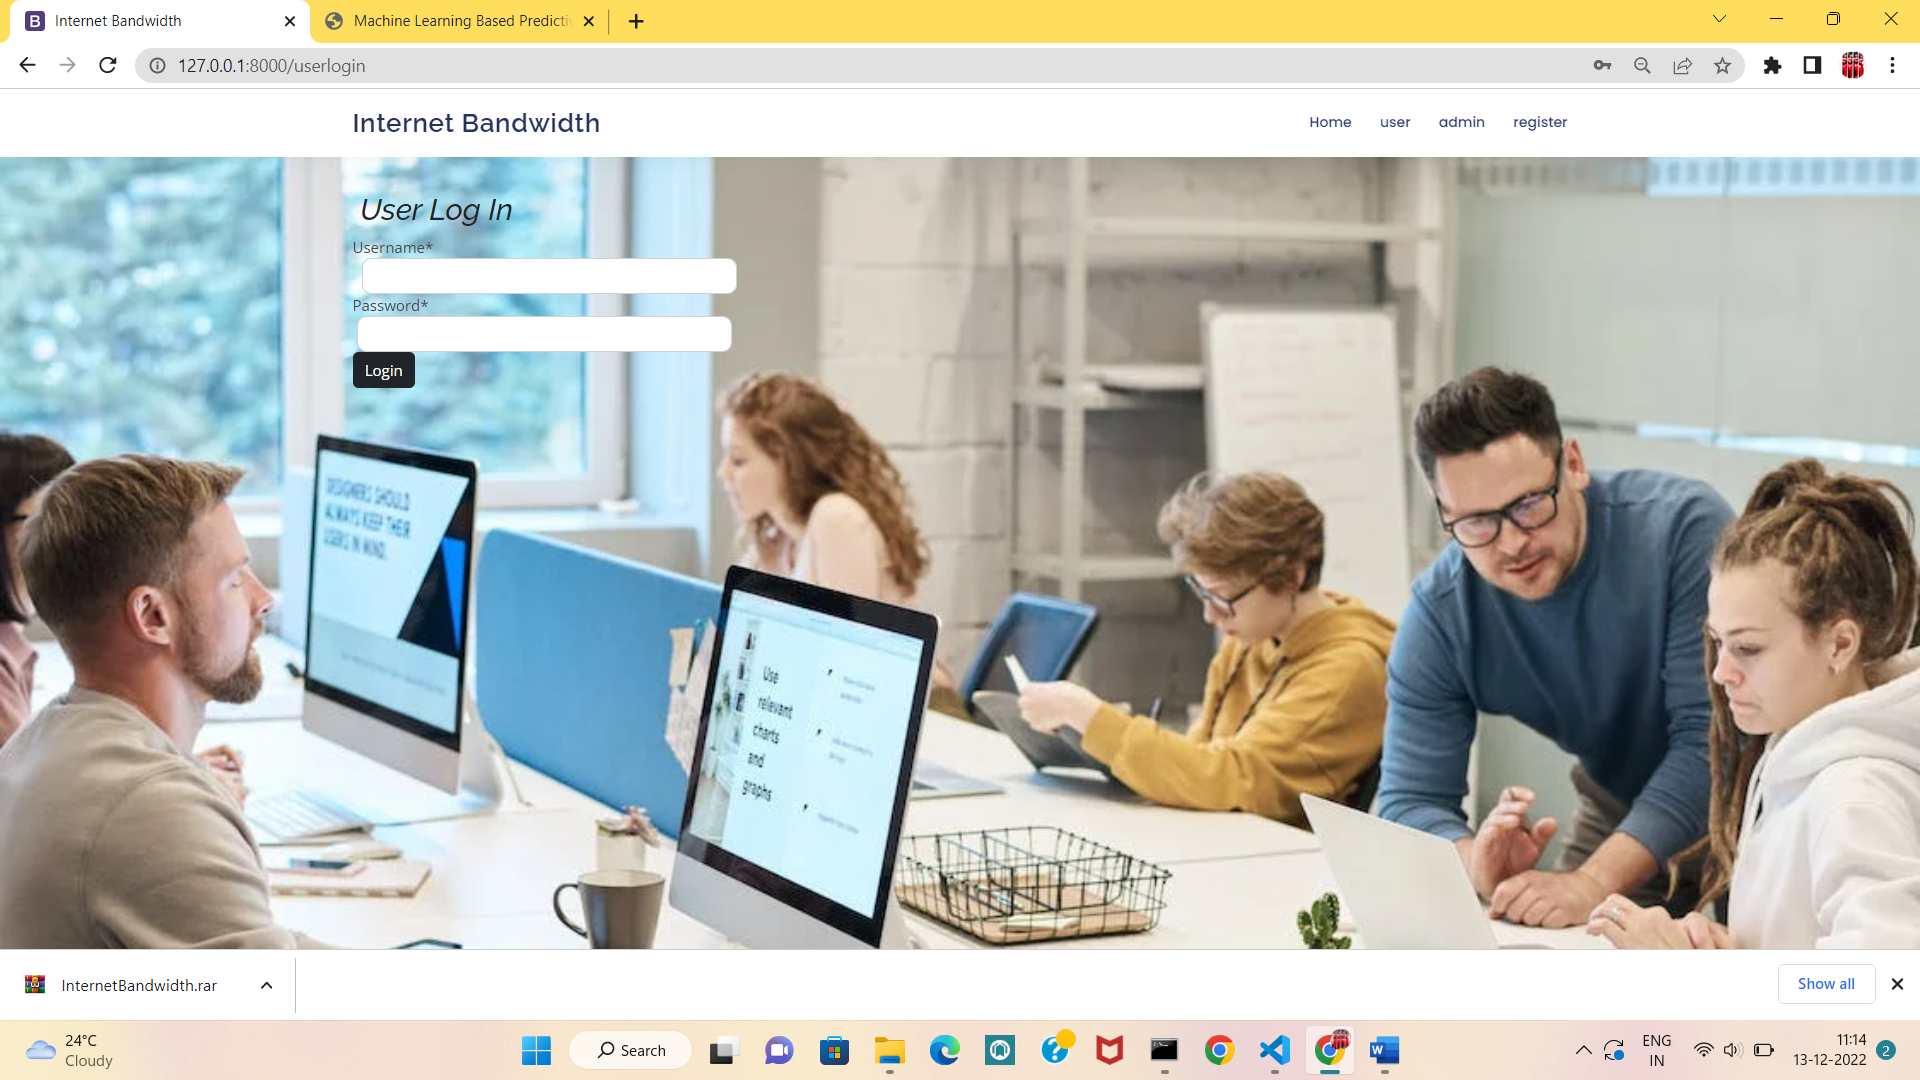 Internet Bandwidth
Machine Learning Based Predicti
127.0.0.1:8000/userlogin
Internet Bandwidth
Home user admin register
User Log In
Username*
Password*
Login
DESIGNERS SHOULD
ALWAYS KEEP THEIR
USERS IN MIND.
Use
relevant
charts
and
graphs
InternetBandwidth.rar
Show all
24°C
Cloudy
Search
ENG
IN
11:14
13-12-2022
2